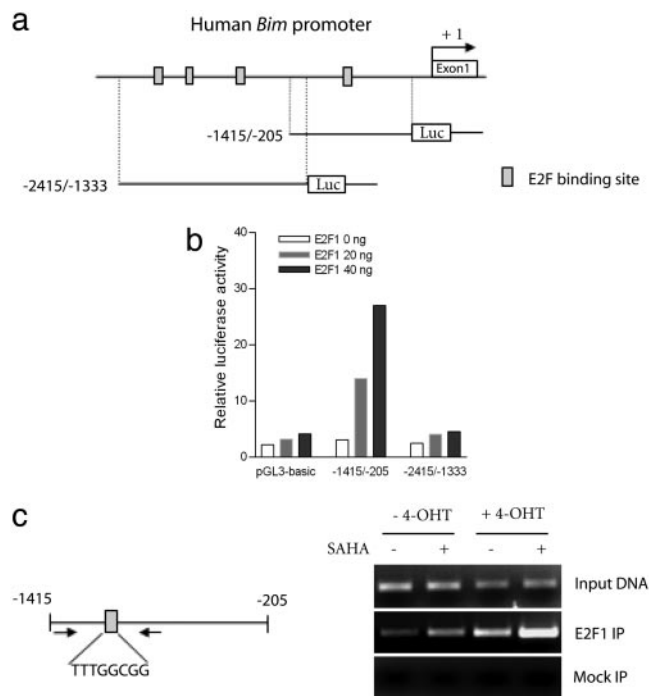 a
Human Bim promoter
+ 1
Exon1
-1415/-205
Luc
-2415/-1333
Luc
E2F binding site
b
E2F1 0 ng
E2F1 20 ng
E2F1 40 ng
Relative luciferase activity
40
30
20
10
0
pGL3-basic -1415/-205 -2415/-1333
c
-1415 -205
TTTGGCGG
- 4-OHT + 4-OHT
SAHA - + - +
Input DNA
E2F1 IP
Mock IP